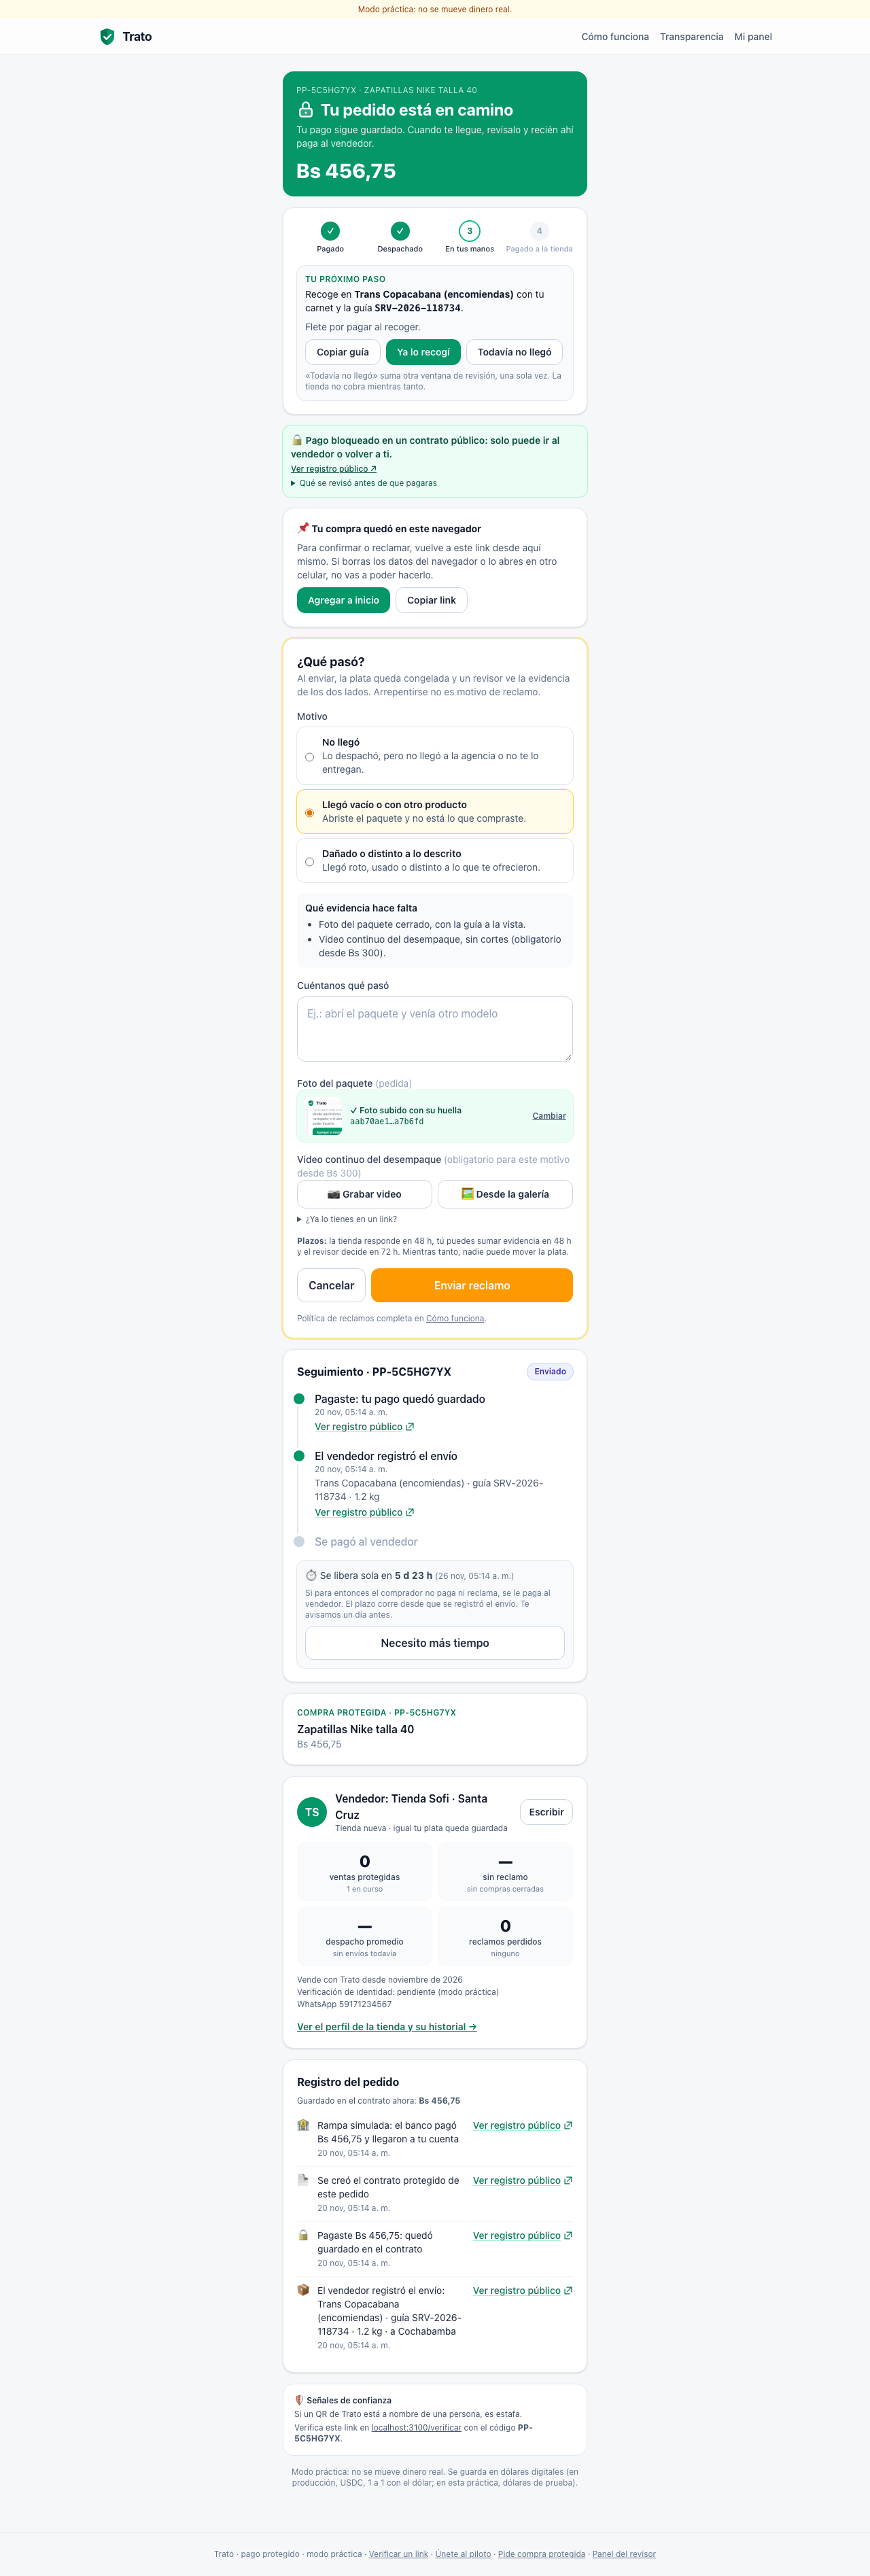 Modo práctica: no se mueve dinero real.
Trato
Cómo funciona Transparencia Mi panel
PP-5C5HG7YX · ZAPATILLAS NIKE TALLA 40
Tu pedido está en camino
Tu pago sigue guardado. Cuando te llegue, revísalo y recién ahí
paga al vendedor.
Bs 456,75
3 4
Pagado Despachado En tus manos Pagado a la tienda
TU PRÓXIMO PASO
Recoge en Trans Copacabana (encomiendas) con tu
carnet y la guía SRV-2026-118734.
Flete por pagar al recoger.
Copiar guía Ya lo recogí Todavía no llegó
«Todavía no llegó» suma otra ventana de revisión, una sola vez. La
tienda no cobra mientras tanto.
Pago bloqueado en un contrato público: solo puede ir al
vendedor o volver a ti.
Ver registro público ↗
▶ Qué se revisó antes de que pagaras
Tu compra quedó en este navegador
Para confirmar o reclamar, vuelve a este link desde aquí
mismo. Si borras los datos del navegador o lo abres en otro
celular, no vas a poder hacerlo.
Agregar a inicio Copiar link
¿Qué pasó?
Al enviar, la plata queda congelada y un revisor ve la evidencia
de los dos lados. Arrepentirse no es motivo de reclamo.
Motivo
No llegó
Lo despachó, pero no llegó a la agencia o no te lo
entregan.
Llegó vacío o con otro producto
Abriste el paquete y no está lo que compraste.
Dañado o distinto a lo descrito
Llegó roto, usado o distinto a lo que te ofrecieron.
Qué evidencia hace falta
• Foto del paquete cerrado, con la guía a la vista.
• Video continuo del desempaque, sin cortes (obligatorio
desde Bs 300).
Cuéntanos qué pasó
Ej.: abrí el paquete y venía otro modelo
Foto del paquete (pedida)
Trato
✓ Foto subido con su huella
aab70ae1…a7b6fd
Cambiar
Video continuo del desempaque (obligatorio para este motivo
desde Bs 300)
Grabar video Desde la galería
▶ ¿Ya lo tienes en un link?
Plazos: la tienda responde en 48 h, tú puedes sumar evidencia en 48 h
y el revisor decide en 72 h. Mientras tanto, nadie puede mover la plata.
Cancelar Enviar reclamo
Política de reclamos completa en Cómo funciona.
Seguimiento · PP-5C5HG7YX Enviado
Pagaste: tu pago quedó guardado
20 nov, 05:14 a. m.
Ver registro público
El vendedor registró el envío
20 nov, 05:14 a. m.
Trans Copacabana (encomiendas) · guía SRV-2026-
118734 · 1.2 kg
Ver registro público
Se pagó al vendedor
Se libera sola en 5 d 23 h (26 nov, 05:14 a. m.)
Si para entonces el comprador no paga ni reclama, se le paga al
vendedor. El plazo corre desde que se registró el envío. Te
avisamos un día antes.
Necesito más tiempo
COMPRA PROTEGIDA · PP-5C5HG7YX
Zapatillas Nike talla 40
Bs 456,75
TS
Vendedor: Tienda Sofi · Santa
Cruz
Tienda nueva · igual tu plata queda guardada
Escribir
0 —
ventas protegidas sin reclamo
1 en curso sin compras cerradas
— 0
despacho promedio reclamos perdidos
sin envíos todavía ninguno
Vende con Trato desde noviembre de 2026
Verificación de identidad: pendiente (modo práctica)
WhatsApp 59171234567
Ver el perfil de la tienda y su historial →
Registro del pedido
Guardado en el contrato ahora: Bs 456,75
Rampa simulada: el banco pagó
Bs 456,75 y llegaron a tu cuenta
20 nov, 05:14 a. m.
Ver registro público
Se creó el contrato protegido de
este pedido
20 nov, 05:14 a. m.
Ver registro público
Pagaste Bs 456,75: quedó
guardado en el contrato
20 nov, 05:14 a. m.
Ver registro público
El vendedor registró el envío:
Trans Copacabana
(encomiendas) · guía SRV-2026-
118734 · 1.2 kg · a Cochabamba
20 nov, 05:14 a. m.
Ver registro público
Señales de confianza
Si un QR de Trato está a nombre de una persona, es estafa.
Verifica este link en localhost:3100/verificar con el código PP-
5C5HG7YX.
Modo práctica: no se mueve dinero real. Se guarda en dólares digitales (en
producción, USDC, 1 a 1 con el dólar; en esta práctica, dólares de prueba).
Trato · pago protegido · modo práctica · Verificar un link · Únete al piloto · Pide compra protegida · Panel del revisor